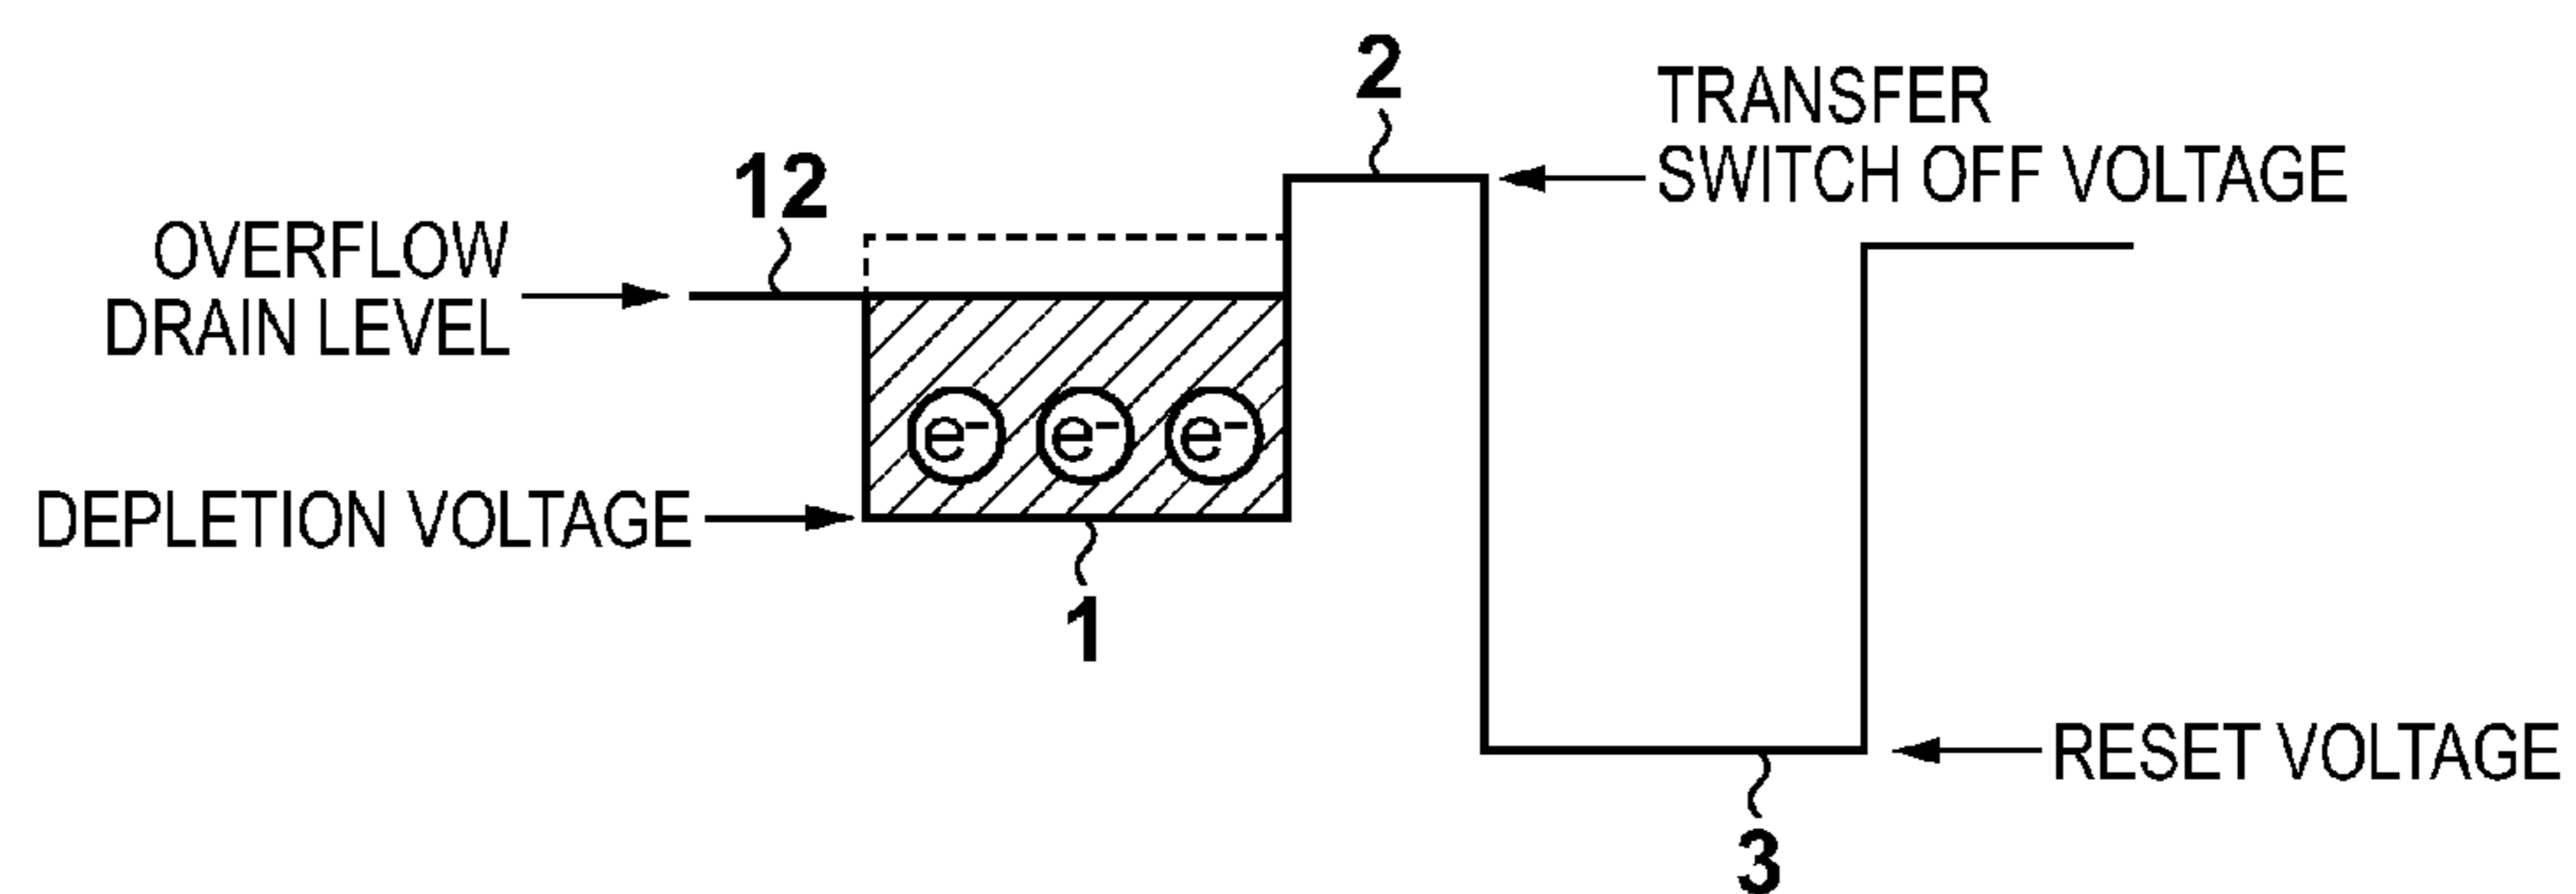 2
TRANSFER
SWITCH OFF VOLTAGE
12
OVERFLOW
DRAIN LEVEL
e⁻ e⁻ e⁻
DEPLETION VOLTAGE
1
RESET VOLTAGE
3